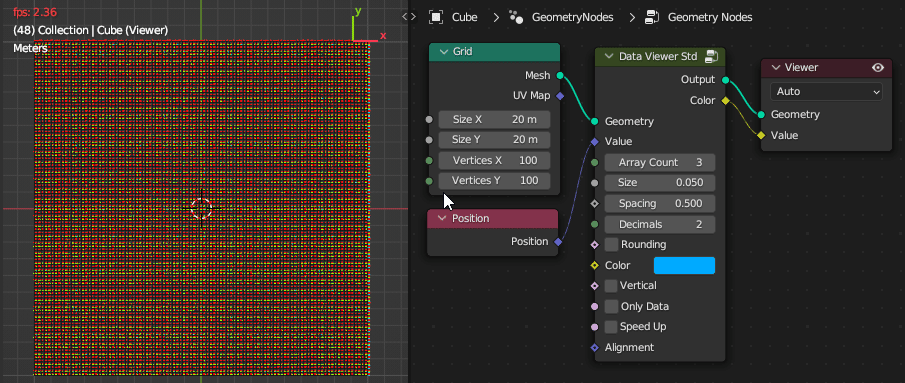 fps: 2.36
(48) Collection | Cube (Viewer)
Meters
y
x
Cube > GeometryNodes > Geometry Nodes
Grid
Mesh
UV Map
Size X 20 m
Size Y 20 m
Vertices X 100
Vertices Y 100
Position
Position
Data Viewer Std
Output
Color
Geometry
Value
Array Count 3
Size 0.050
Spacing 0.500
Decimals 2
Rounding
Color
Vertical
Only Data
Speed Up
Alignment
Viewer
Auto
Geometry
Value